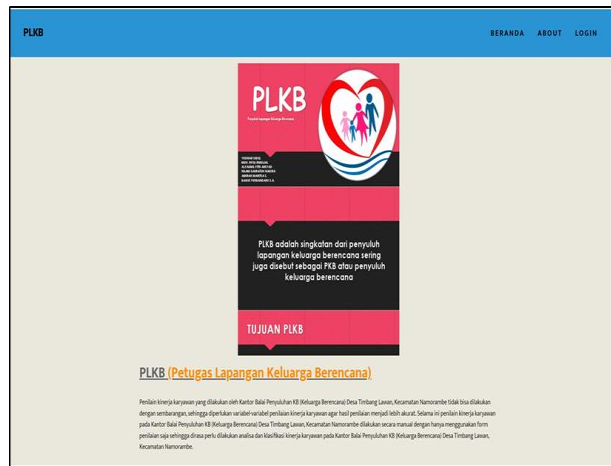 PLKB
BERANDA ABOUT LOGIN
PLKB
PLKB adalah singkatan dari penyuluh
lapangan keluarga berencana sering
juga disebut sebagai PKB atau penyuluh
keluarga berencana
TUJUAN PLKB
PLKB (Petugas Lapangan Keluarga Berencana)
Penilain kinerja karyawan yang dilakukan oleh Kantor Balai Penyuluhan KB (Keluarga Berencana) Desa Timbang Lawan, Kecamatan Namorambe tidak bisa dilakukan
dengan sembarangan, sehingga diperlukan variabel-variabel penilaian kinerja karyawan agar hasil penilaian menjadi lebih akurat. Selama ini penilain kinerja karyawan
pada Kantor Balai Penyuluhan KB (Keluarga Berencana) Desa Timbang Lawan, Kecamatan Namorambe dilakukan secara manual dengan hanya menggunakan form
penilaian saja sehingga dirasa perlu dilakukan analisa dan klasifikasi kinerja karyawan pada Kantor Balai Penyuluhan KB (Keluarga Berencana) Desa Timbang Lawan,
Kecamatan Namorambe.